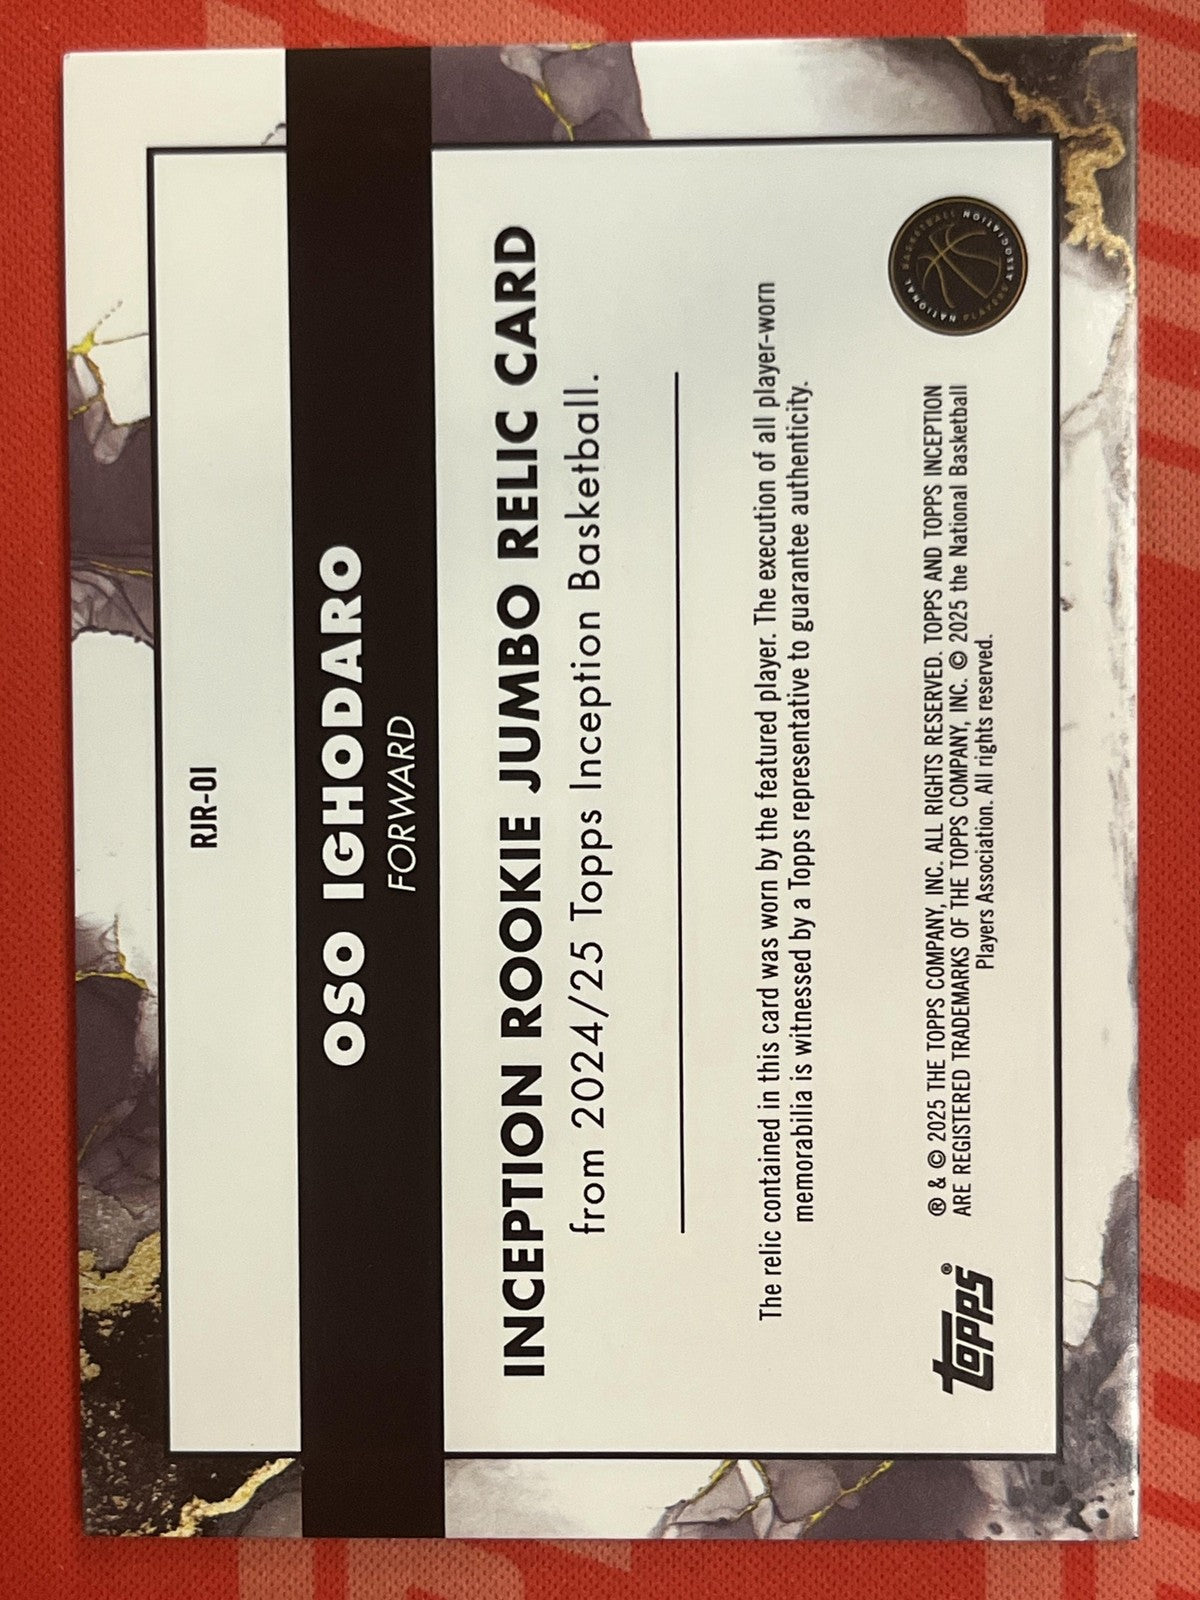 RJR-OI
OSO IGHODARO
FORWARD
INCEPTION ROOKIE JUMBO RELIC CARD
from 2024/25 Topps Inception Basketball.
The relic contained in this card was worn by the featured player. The execution of all player-worn
memorabilia is witnessed by a Topps representative to guarantee authenticity.
topps®
® & © 2025 THE TOPPS COMPANY, INC. ALL RIGHTS RESERVED. TOPPS AND TOPPS INCEPTION
ARE REGISTERED TRADEMARKS OF THE TOPPS COMPANY, INC. © 2025 the National Basketball
Players Association. All rights reserved.
NATIONAL BASKETBALL
PLAYERS ASSOCIATION